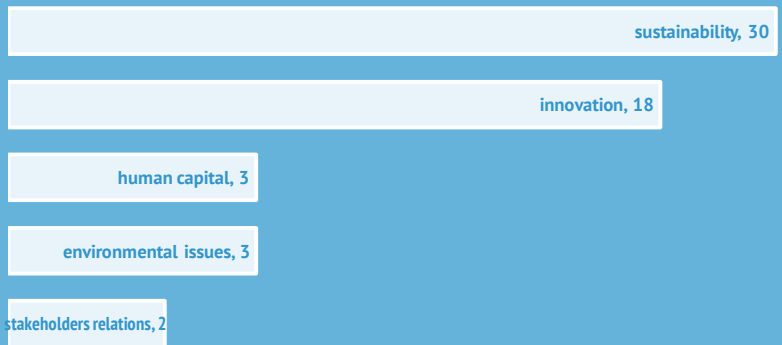 sustainability, 30
innovation, 18
human capital, 3
environmental issues, 3
stakeholders relations, 2